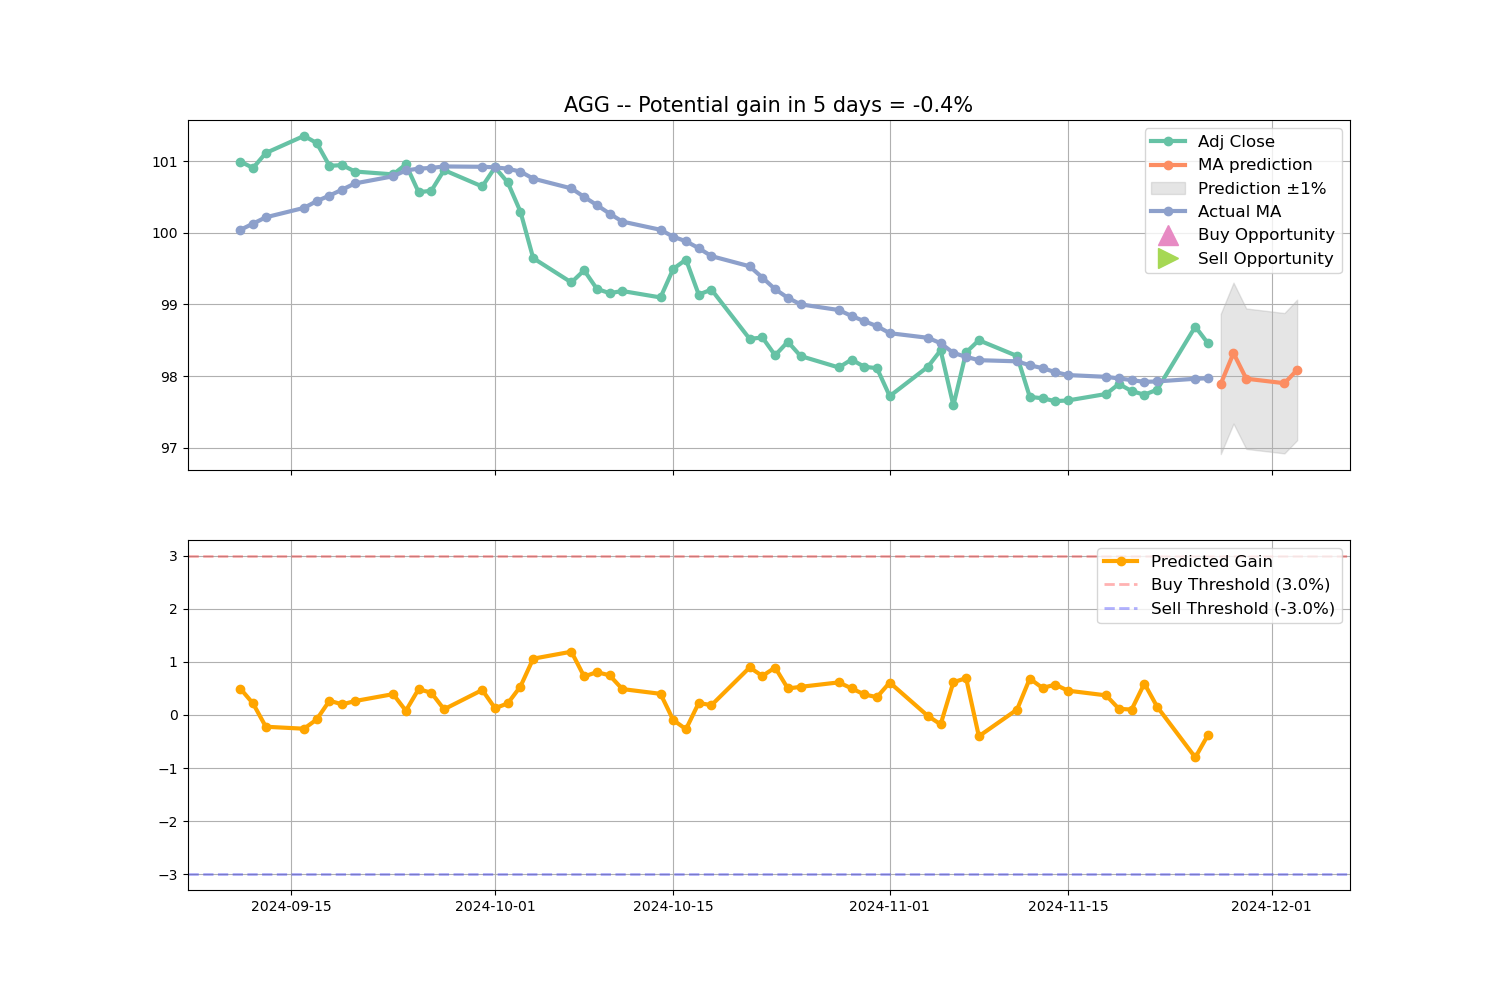 AGG -- Potential gain in 5 days = -0.4%
101
100
99
98
97
Adj Close
MA prediction
Prediction ±1%
Actual MA
Buy Opportunity
Sell Opportunity
3
2
1
0
−1
−2
−3
Predicted Gain
Buy Threshold (3.0%)
Sell Threshold (-3.0%)
2024-09-15 2024-10-01 2024-10-15 2024-11-01 2024-11-15 2024-12-01